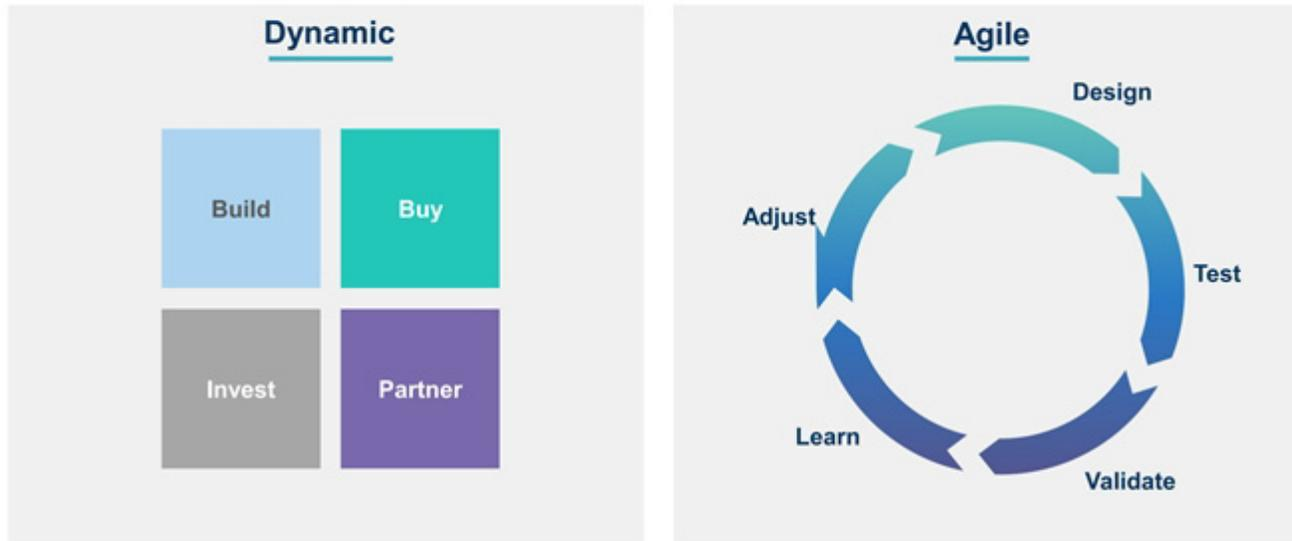 Dynamic
Build
Buy
Invest
Partner
Agile
Design
Test
Validate
Learn
Adjust